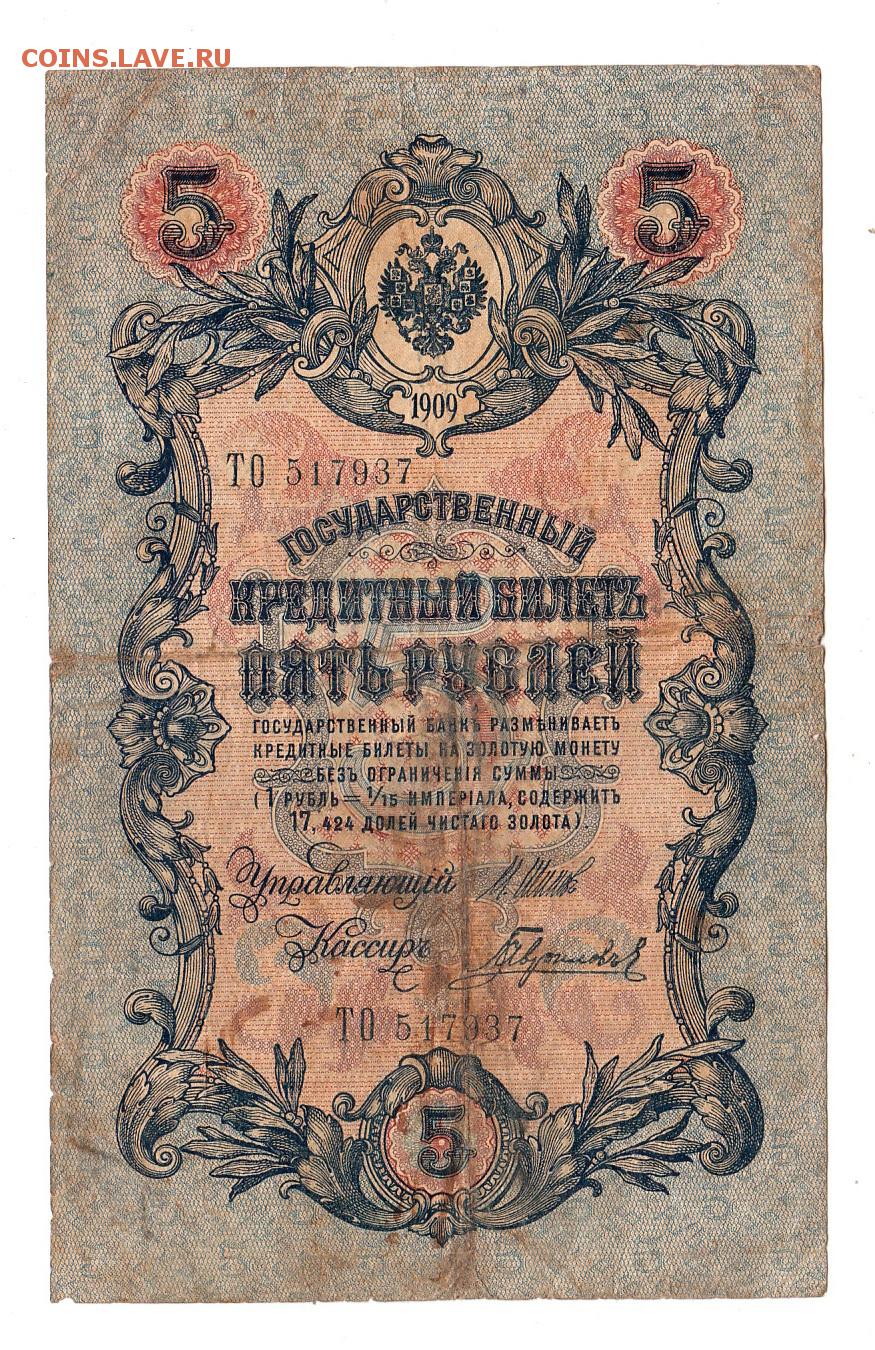 COINS.LAVE.RU
5 5
1909
ТО 517937
ГОСУДАРСТВЕННЫЙ
КРЕДИТНЫЙ БИЛЕТЪ
ПЯТЬ РУБЛЕЙ
ГОСУДАРСТВЕННЫЙ БАНКЪ РАЗМѢНИВАЕТЪ
КРЕДИТНЫЕ БИЛЕТЫ НА ЗОЛОТУЮ МОНЕТУ
БЕЗЪ ОГРАНИЧЕНІЯ СУММЫ
(1 РУБЛЬ = 1/15 ИМПЕРІАЛА, СОДЕРЖИТЪ
17,424 ДОЛЕЙ ЧИСТАГО ЗОЛОТА).
Управляющій
Кассиръ
ТО 517937
5